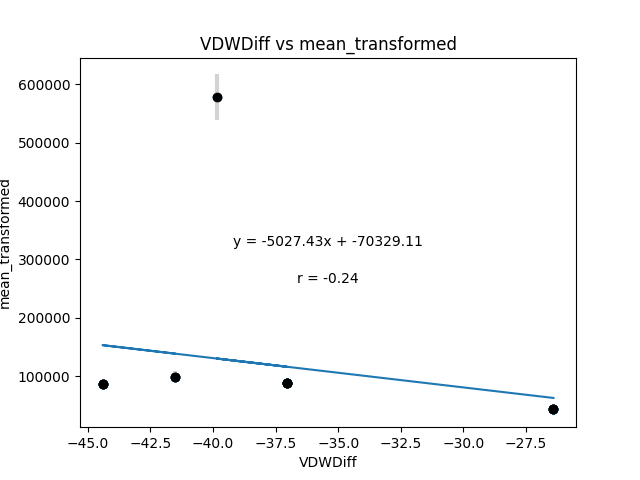 VDWDiff vs mean_transformed
600000
500000
400000
300000
200000
100000
mean_transformed
y = -5027.43x + -70329.11
r = -0.24
−45.0 −42.5 −40.0 −37.5 −35.0 −32.5 −30.0 −27.5
VDWDiff